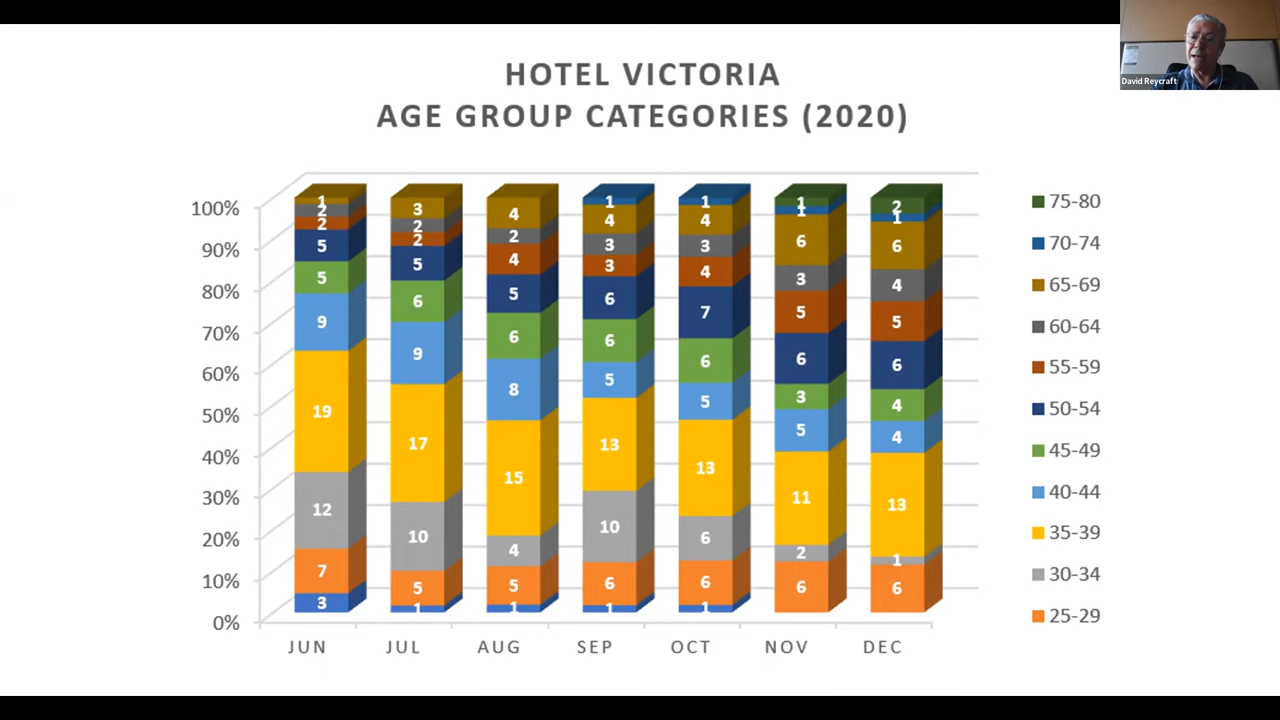 David Reycraft
HOTEL VICTORIA
AGE GROUP CATEGORIES (2020)
100%
90%
80%
70%
60%
50%
40%
30%
20%
10%
0%
1 2 2 5 5 9 19 12 7 3
3 2 2 5 6 9 17 10 5 1
4 2 4 5 6 8 15 4 5 1
1 4 3 3 6 6 5 13 10 6 1
1 4 3 4 7 6 5 13 6 6 1
1 1 6 3 5 6 3 5 11 2 6
2 1 6 4 5 6 4 4 13 1 6
JUN JUL AUG SEP OCT NOV DEC
75-80
70-74
65-69
60-64
55-59
50-54
45-49
40-44
35-39
30-34
25-29